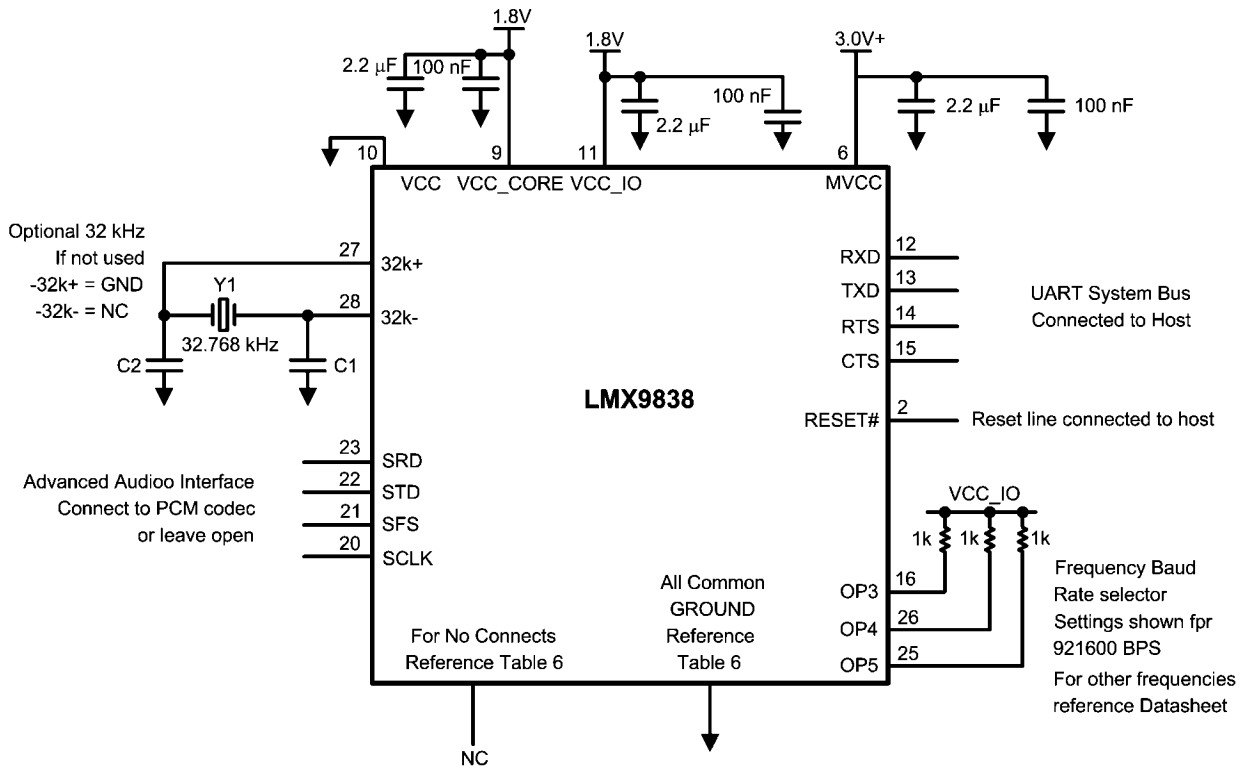 1.8V
1.8V
3.0V+
2.2 µF
100 nF
100 nF
2.2 µF
2.2 µF
100 nF
10
9
11
6
VCC
VCC_CORE
VCC_IO
MVCC
Optional 32 kHz
If not used
-32k+ = GND
-32k- = NC
27
32k+
Y1
28
32k-
32.768 kHz
C2
C1
RXD
12
TXD
13
RTS
14
CTS
15
UART System Bus
Connected to Host
LMX9838
RESET#
2
Reset line connected to host
Advanced Audioo Interface
Connect to PCM codec
or leave open
23
SRD
22
STD
21
SFS
20
SCLK
VCC_IO
1k
1k
1k
OP3
16
OP4
26
OP5
25
Frequency Baud
Rate selector
Settings shown fpr
921600 BPS
For other frequencies
reference Datasheet
For No Connects
Reference Table 6
All Common
GROUND
Reference
Table 6
NC